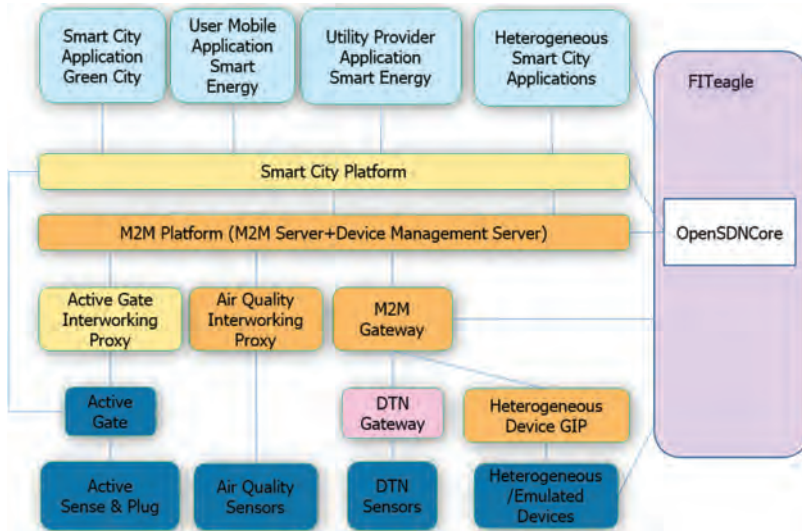 Smart City
Application
Green City
User Mobile
Application
Smart
Energy
Utility Provider
Application
Smart Energy
Heterogeneous
Smart City
Applications
FITeagle
Smart City Platform
M2M Platform (M2M Server+Device Management Server)
OpenSDNCore
Active Gate
Interworking
Proxy
Air Quality
Interworking
Proxy
M2M
Gateway
Active
Gate
DTN
Gateway
Heterogeneous
Device GIP
Active
Sense & Plug
Air Quality
Sensors
DTN
Sensors
Heterogeneous
/Emulated
Devices